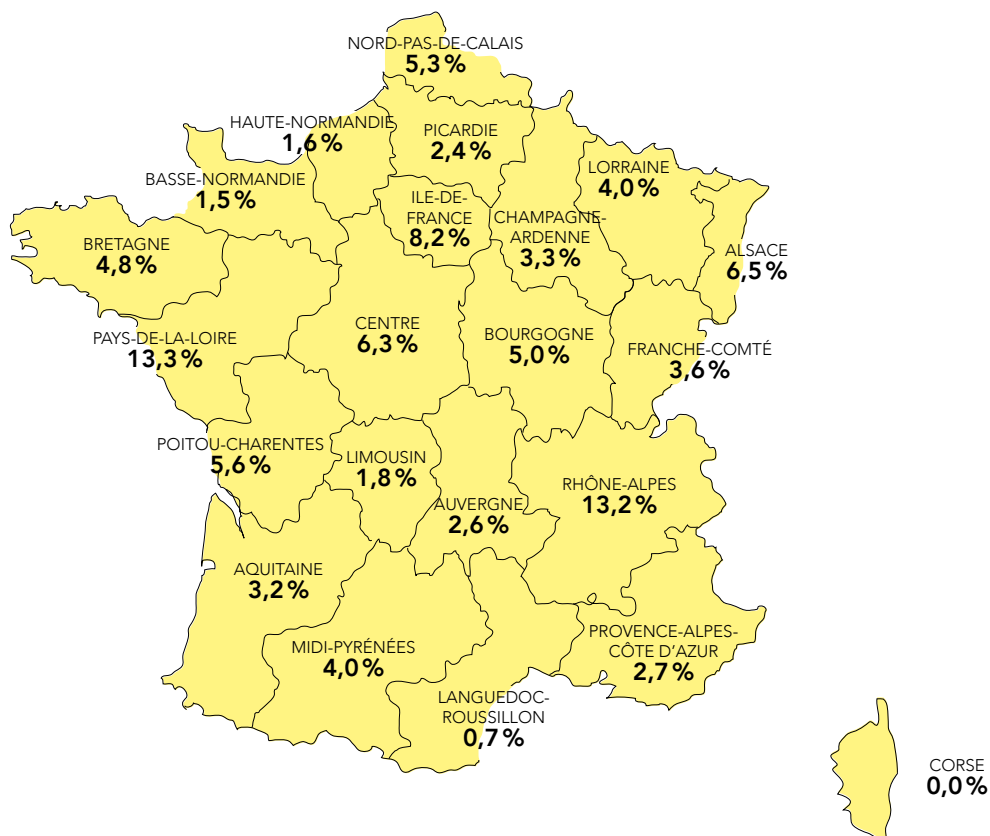 NORD-PAS-DE-CALAIS
5,3 %
HAUTE-NORMANDIE
1,6 %
PICARDIE
2,4 %
LORRAINE
4,0 %
BASSE-NORMANDIE
1,5 %
ILE-DE-
FRANCE
8,2 %
CHAMPAGNE-
ARDENNE
3,3 %
BRETAGNE
4,8 %
ALSACE
6,5 %
PAYS-DE-LA-LOIRE
13,3 %
CENTRE
6,3 %
BOURGOGNE
5,0 %
FRANCHE-COMTÉ
3,6 %
POITOU-CHARENTES
5,6 %
LIMOUSIN
1,8 %
AUVERGNE
2,6 %
RHÔNE-ALPES
13,2 %
AQUITAINE
3,2 %
MIDI-PYRÉNÉES
4,0 %
PROVENCE-ALPES-
CÔTE D’AZUR
2,7 %
LANGUEDOC-
ROUSSILLON
0,7 %
CORSE
0,0 %